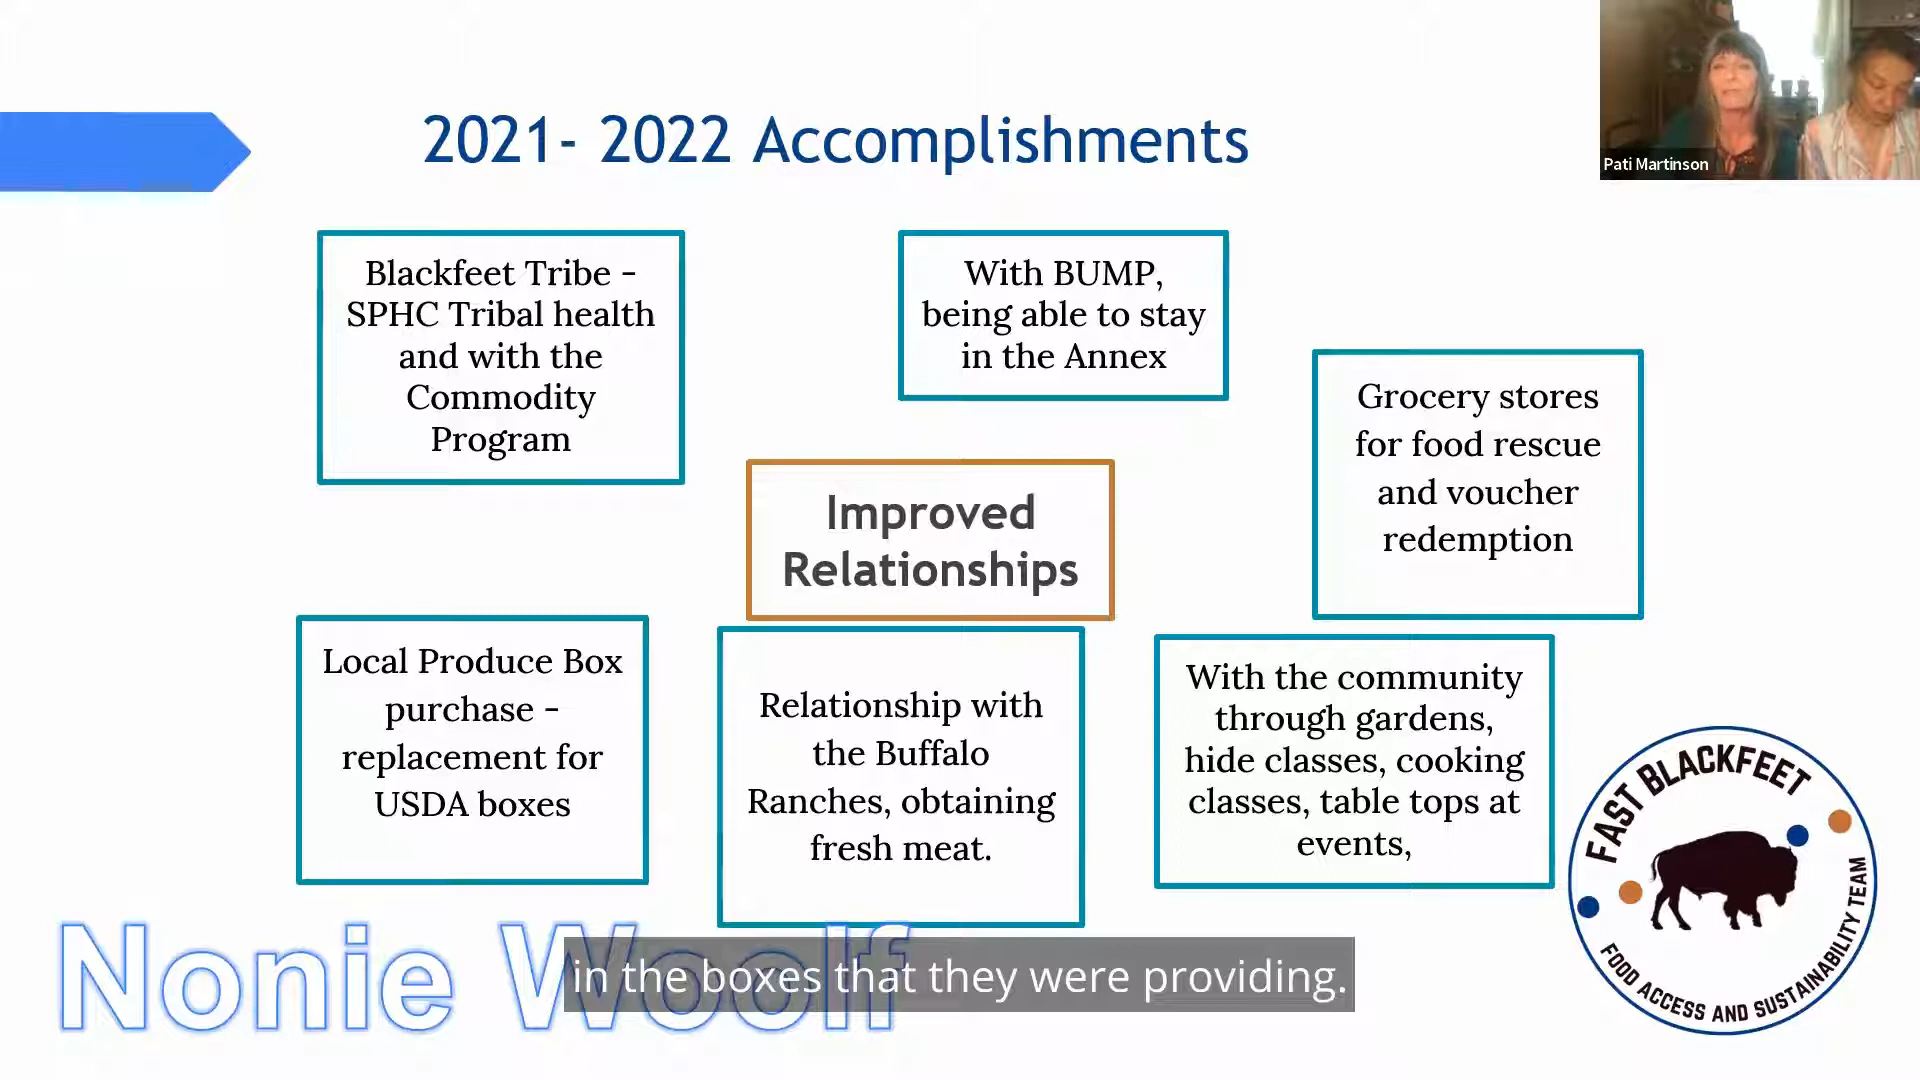 2021- 2022 Accomplishments
Pati Martinson
Blackfeet Tribe -
SPHC Tribal health
and with the
Commodity
Program
With BUMP,
being able to stay
in the Annex
Grocery stores
for food rescue
and voucher
redemption
Improved
Relationships
Local Produce Box
purchase -
replacement for
USDA boxes
Relationship with
the Buffalo
Ranches, obtaining
fresh meat.
With the community
through gardens,
hide classes, cooking
classes, table tops at
events,
FAST BLACKFEET
FOOD ACCESS AND SUSTAINABILITY TEAM
Nonie Woolf
in the boxes that they were providing.